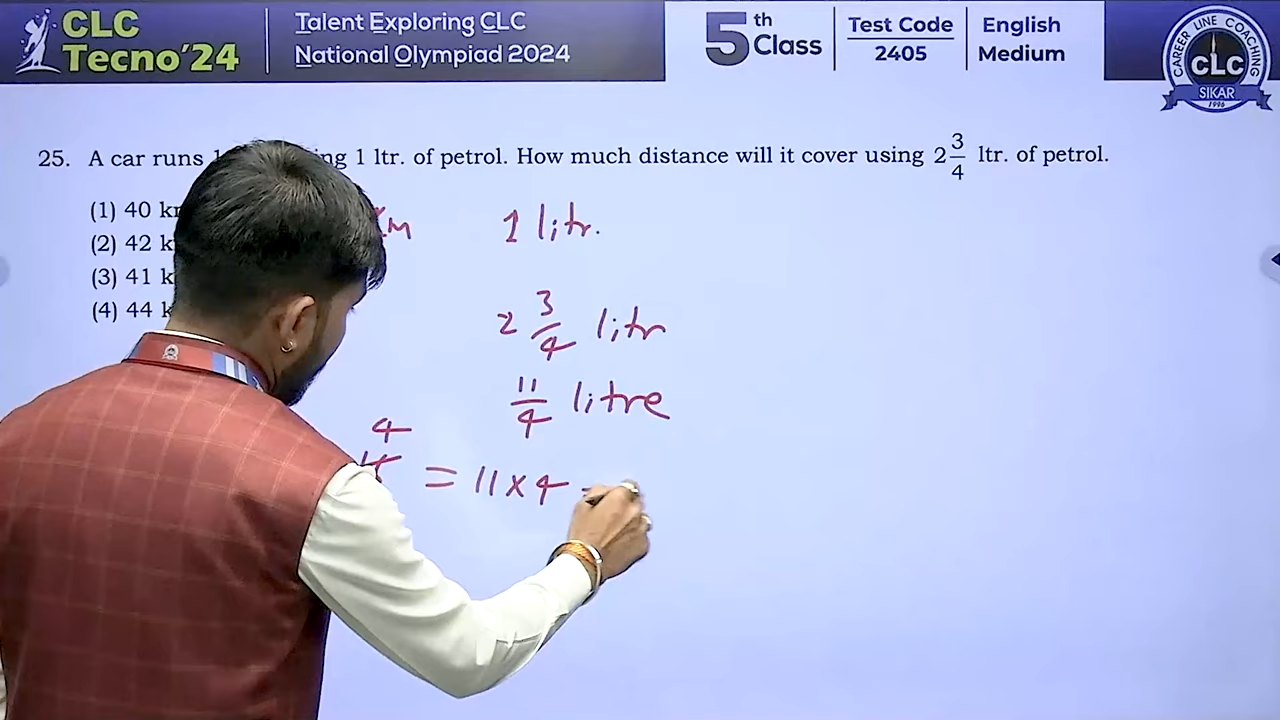 CLC
Tecno'24
Talent Exploring CLC
National Olympiad 2024
5th Class
Test Code
2405
English
Medium
CAREER LINE COACHING
CLC
SIKAR
1996
25. A car runs 1 ltr. of petrol. How much distance will it cover using 2 3/4 ltr. of petrol.
(1) 40
(2) 42
(3) 41
(4) 44
KM 1 litr.
2 3/4 litr
11/4 litre
4
= 11 × 4